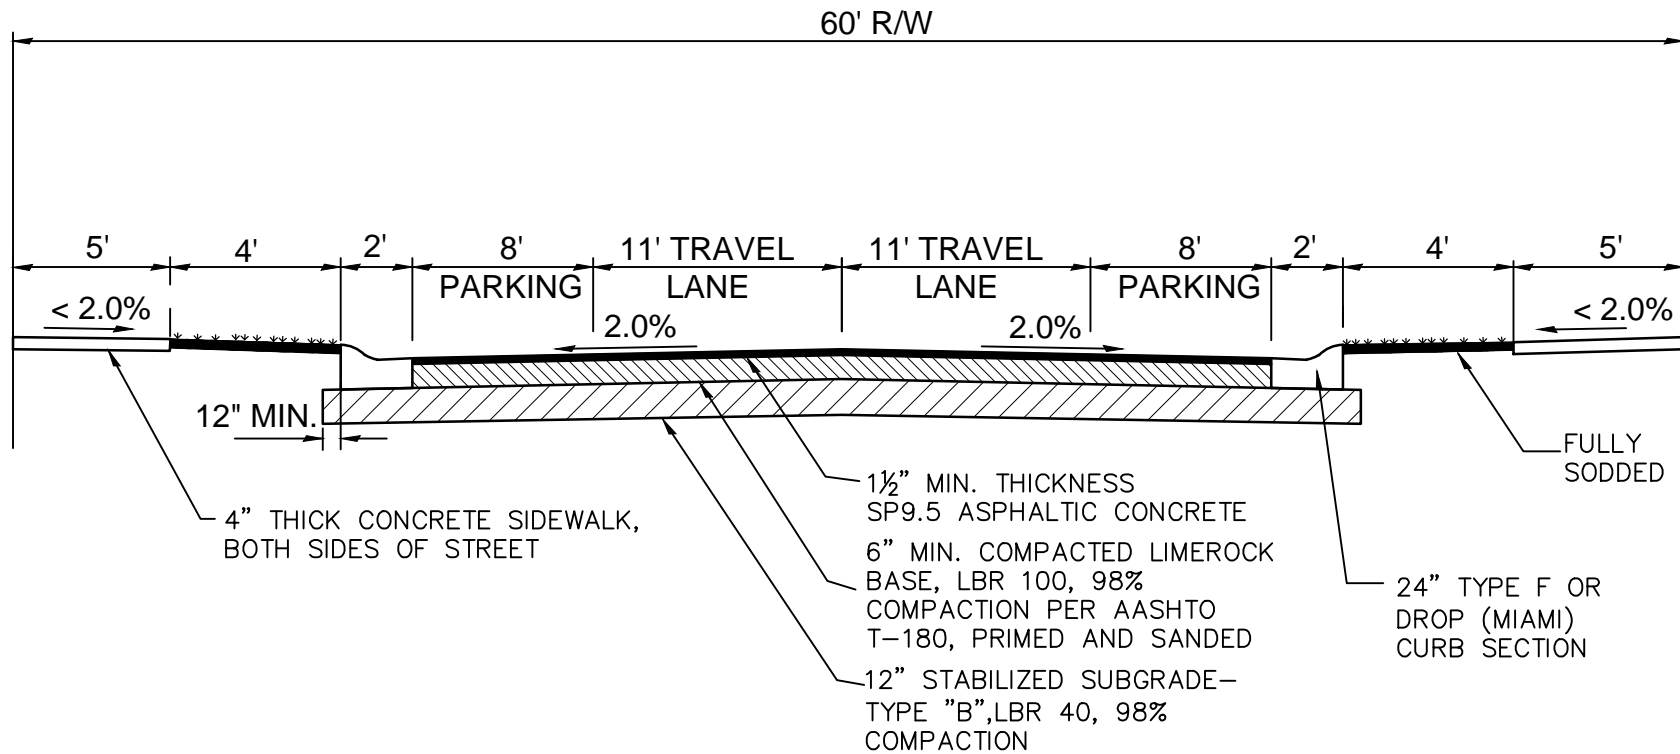 60' R/W
5'
4'
2'
8'
11' TRAVEL
11' TRAVEL
8'
2'
4'
5'
PARKING
LANE
LANE
PARKING
< 2.0%
2.0%
2.0%
< 2.0%
12" MIN.
FULLY
SODDED
1½” MIN. THICKNESS
SP9.5 ASPHALTIC CONCRETE
4” THICK CONCRETE SIDEWALK,
BOTH SIDES OF STREET
6” MIN. COMPACTED LIMEROCK
BASE, LBR 100, 98%
COMPACTION PER AASHTO
T-180, PRIMED AND SANDED
24” TYPE F OR
DROP (MIAMI)
CURB SECTION
12” STABILIZED SUBGRADE-
TYPE ”B”,LBR 40, 98%
COMPACTION